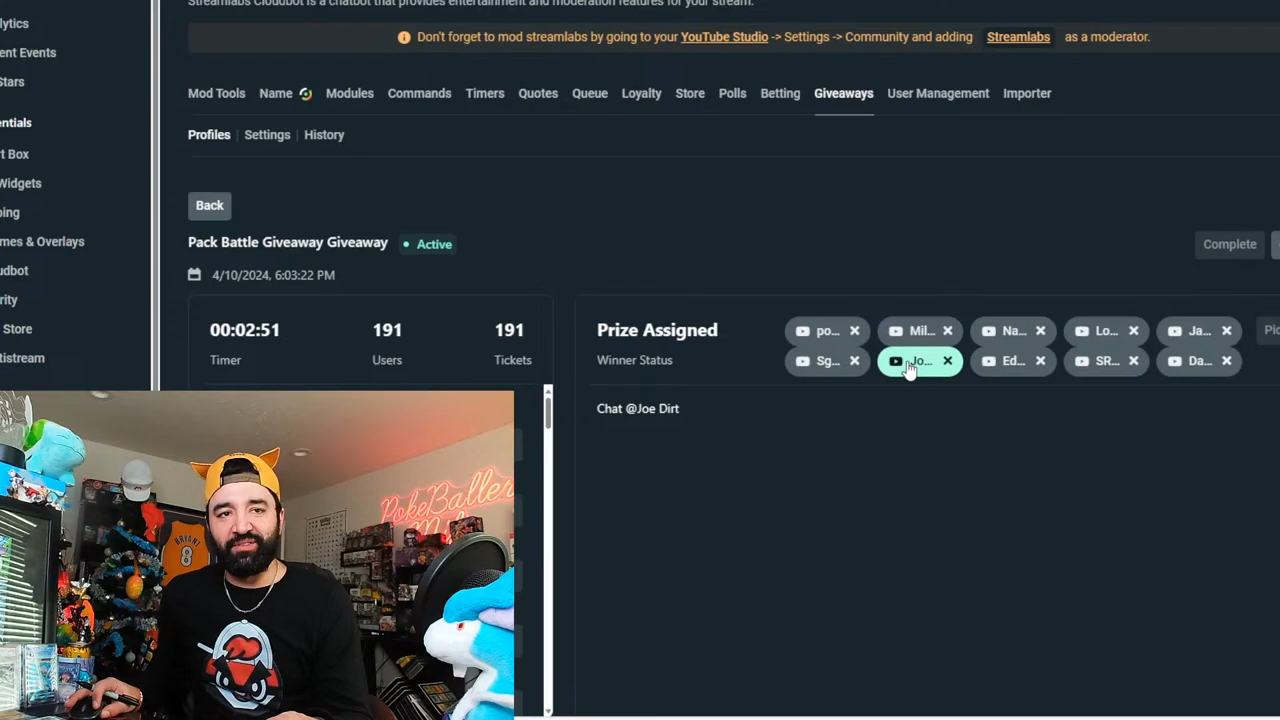 Streamlabs Cloudbot is a chatbot that provides entertainment and moderation features for your stream.
Don't forget to mod streamlabs by going to your YouTube Studio -> Settings -> Community and adding Streamlabs as a moderator.
lytics
ent Events
Stars
entials
t Box
Widgets
ping
mes & Overlays
udbot
rity
Store
tistream
Mod Tools Name Modules Commands Timers Quotes Queue Loyalty Store Polls Betting Giveaways User Management Importer
Profiles Settings History
Back
Pack Battle Giveaway Giveaway Active
Complete
4/10/2024, 6:03:22 PM
00:02:51 191 191
Timer Users Tickets
Prize Assigned
Winner Status
po... Mil... Na... Lo... Ja...
Pic
Sg... Jo... Ed... SR... Da...
Chat @Joe Dirt
PokeBaller
BRYANT
8